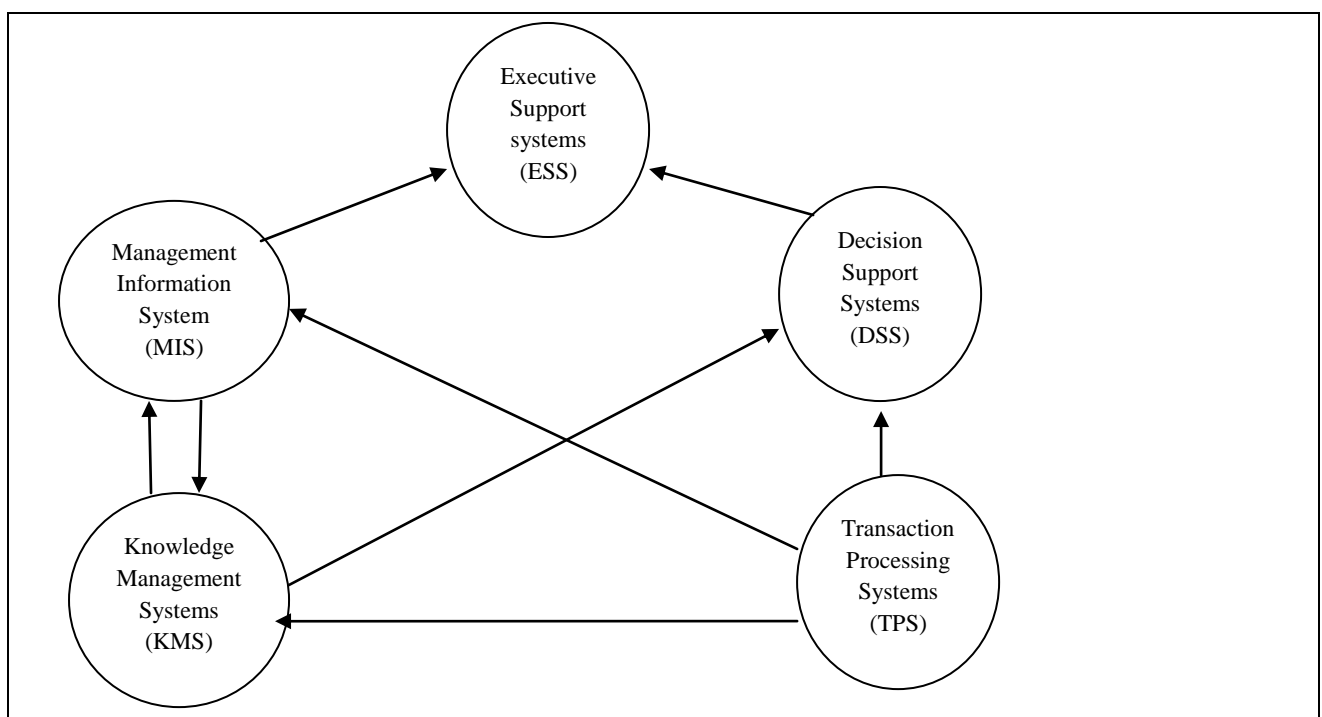 Executive
Support
systems
(ESS)
Management
Information
System
(MIS)
Decision
Support
Systems
(DSS)
Knowledge
Management
Systems
(KMS)
Transaction
Processing
Systems
(TPS)